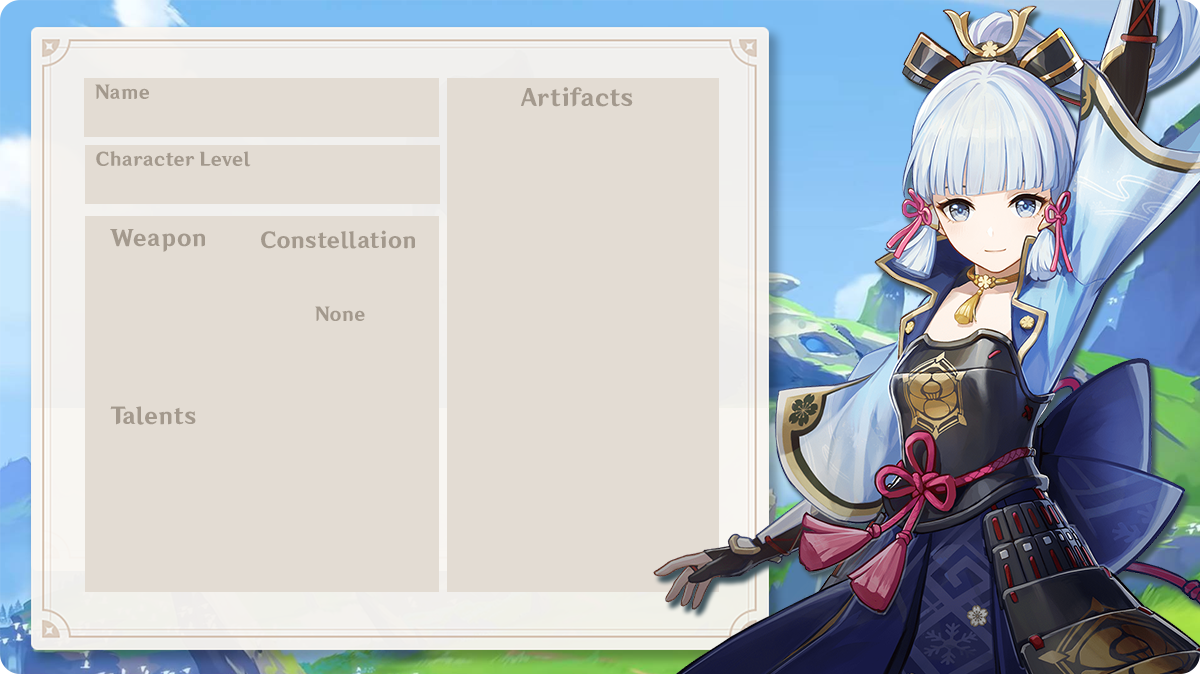 Name
Character Level
Weapon
Constellation
None
Talents
Artifacts